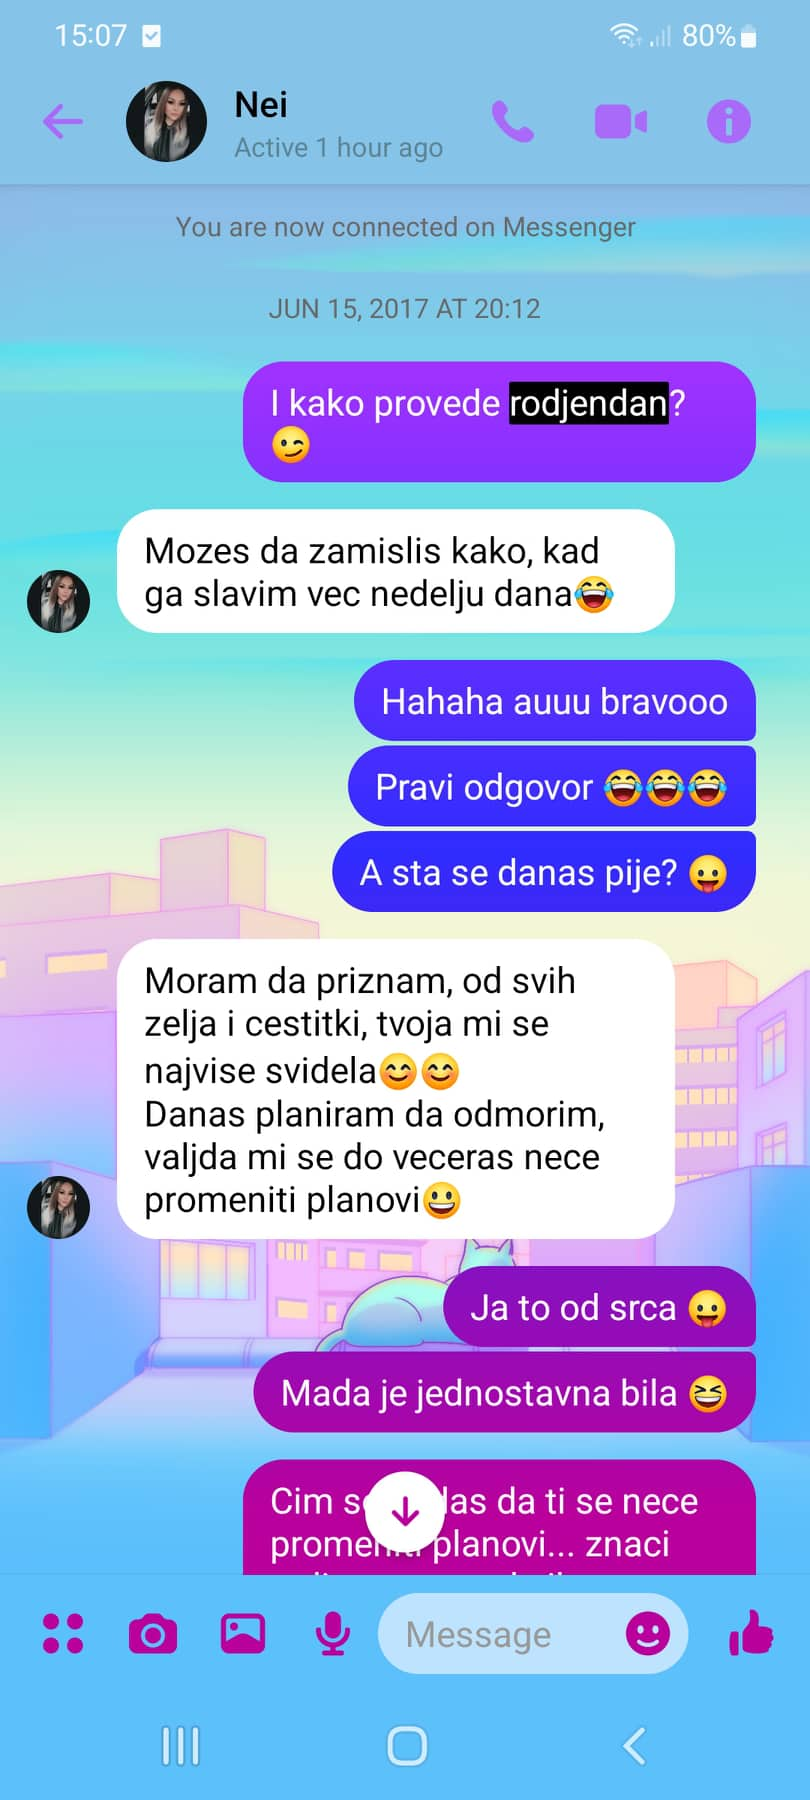 15:07
80%
Nei
Active 1 hour ago
You are now connected on Messenger
JUN 15, 2017 AT 20:12
I kako provede rodjendan?
😉
Mozes da zamislis kako, kad
ga slavim vec nedelju dana😂
Hahaha auuu bravooo
Pravi odgovor 😂😂😂
A sta se danas pije? 😛
Moram da priznam, od svih
zelja i cestitki, tvoja mi se
najvise svidela😊😊
Danas planiram da odmorim,
valjda mi se do veceras nece
promeniti planovi😀
Ja to od srca 😛
Mada je jednostavna bila 😆
Cim da ti se nece
planovi... znaci
Message